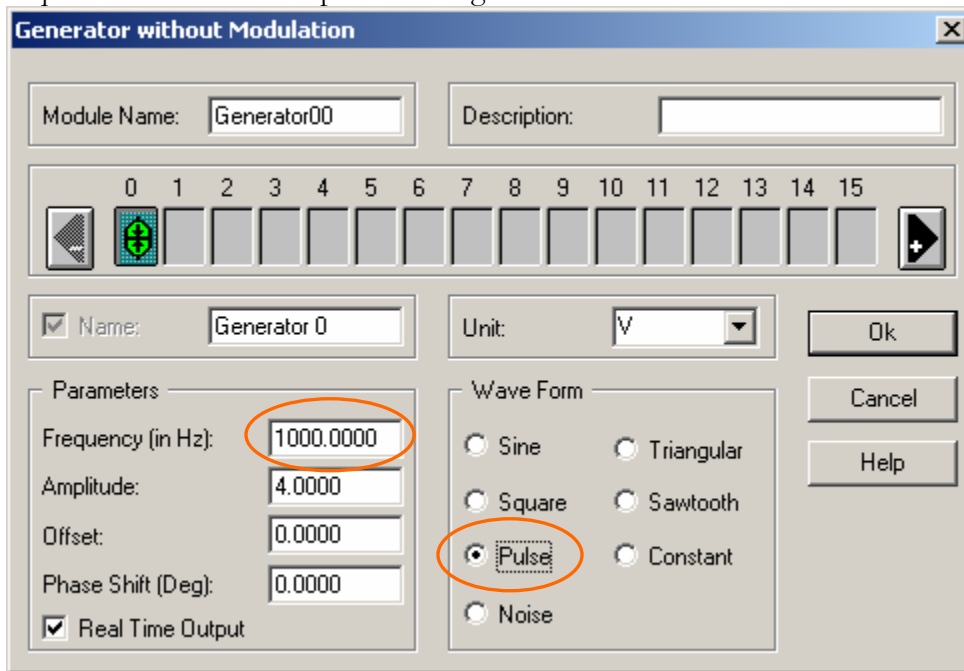 Generator without Modulation
Module Name: Generator00
Description:
0 1 2 3 4 5 6 7 8 9 10 11 12 13 14 15
Name: Generator 0
Unit: V
Ok
Cancel
Help
Parameters
Frequency (in Hz): 1000.0000
Amplitude: 4.0000
Offset: 0.0000
Phase Shift (Deg): 0.0000
Real Time Output
Wave Form
Sine
Triangular
Square
Sawtooth
Pulse
Constant
Noise